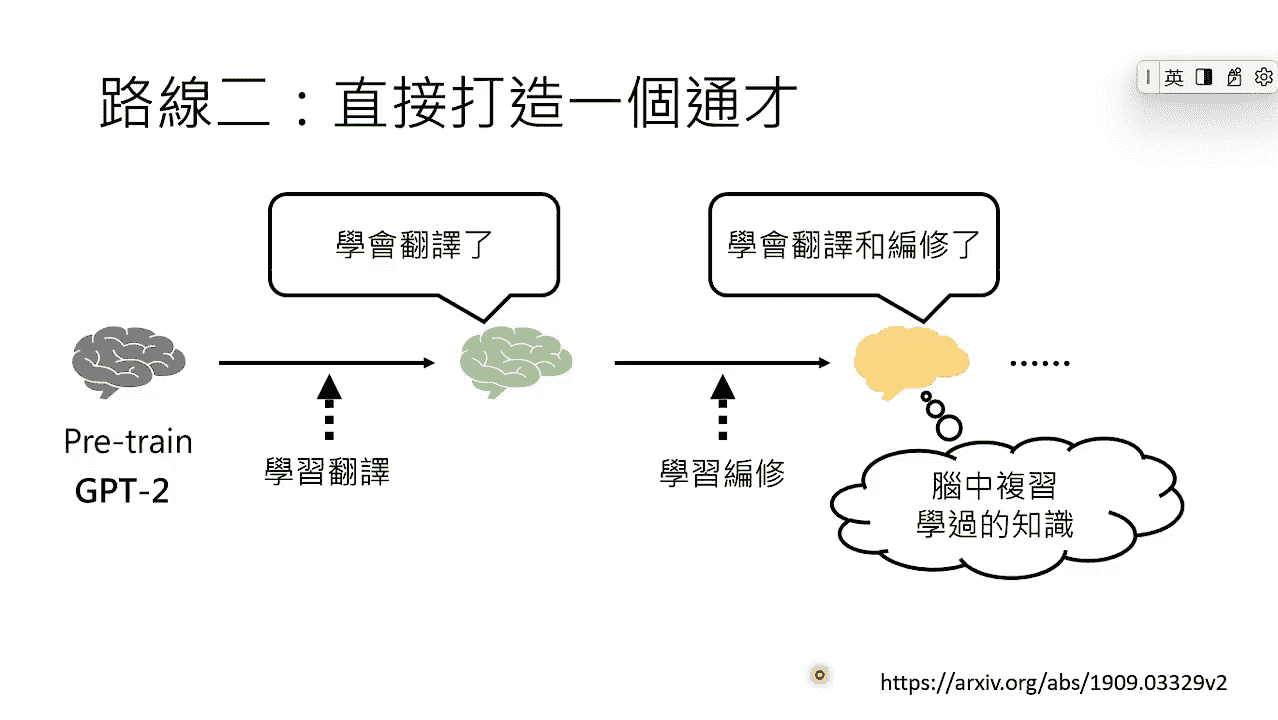 路線二：直接打造一個通才
英
學會翻譯了
學會翻譯和編修了
......
Pre-train
GPT-2
學習翻譯
學習編修
腦中複習
學過的知識
https://arxiv.org/abs/1909.03329v2